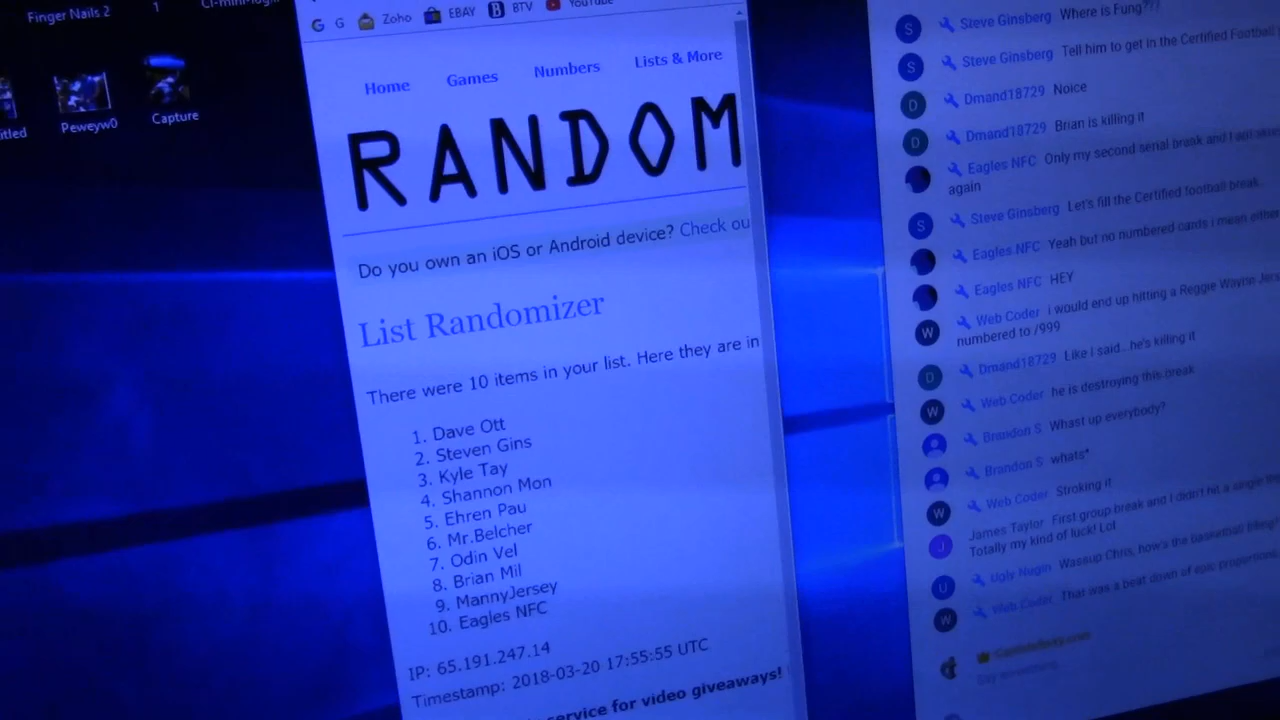 Finger Nails 2
1
Peweyw0
Capture
G
Zoho
EBAY
BTV
YouTube
Home Games Numbers Lists & More
RANDOM
Do you own an iOS or Android device? Check ou
List Randomizer
There were 10 items in your list. Here they are in
1. Dave Ott
2. Steven Gins
3. Kyle Tay
4. Shannon Mon
5. Ehren Pau
6. Mr.Belcher
7. Odin Vel
8. Brian Mil
9. MannyJersey
10. Eagles NFC
IP: 65.191.247.14
Timestamp: 2018-03-20 17:55:55 UTC
service for video giveaways!
S Steve Ginsberg Where is Fung???
S Steve Ginsberg Tell him to get in the Certified Football
D Dmand18729 Noice
D Dmand18729 Brian is killing it
Eagles NFC Only my second serial break and I
again
S Steve Ginsberg Let's fill the Certified football break...
Eagles NFC Yeah but no numbered cards i mean either
Eagles NFC HEY
W Web Coder i would end up hitting a Reggie Wayne
numbered to /999
D Dmand18729 Like I said.. he's killing it
W Web Coder he is destroying this break
Brandon S Whast up everybody?
Brandon S whats*
W Web Coder Stroking it
J James Taylor First group break and I didn't hit a single
Totally my kind of luck! Lol
U Ugly Nugin Wassup Chris, how's the basketball
W Web Coder That was a beat down of epic proportions
Say something...